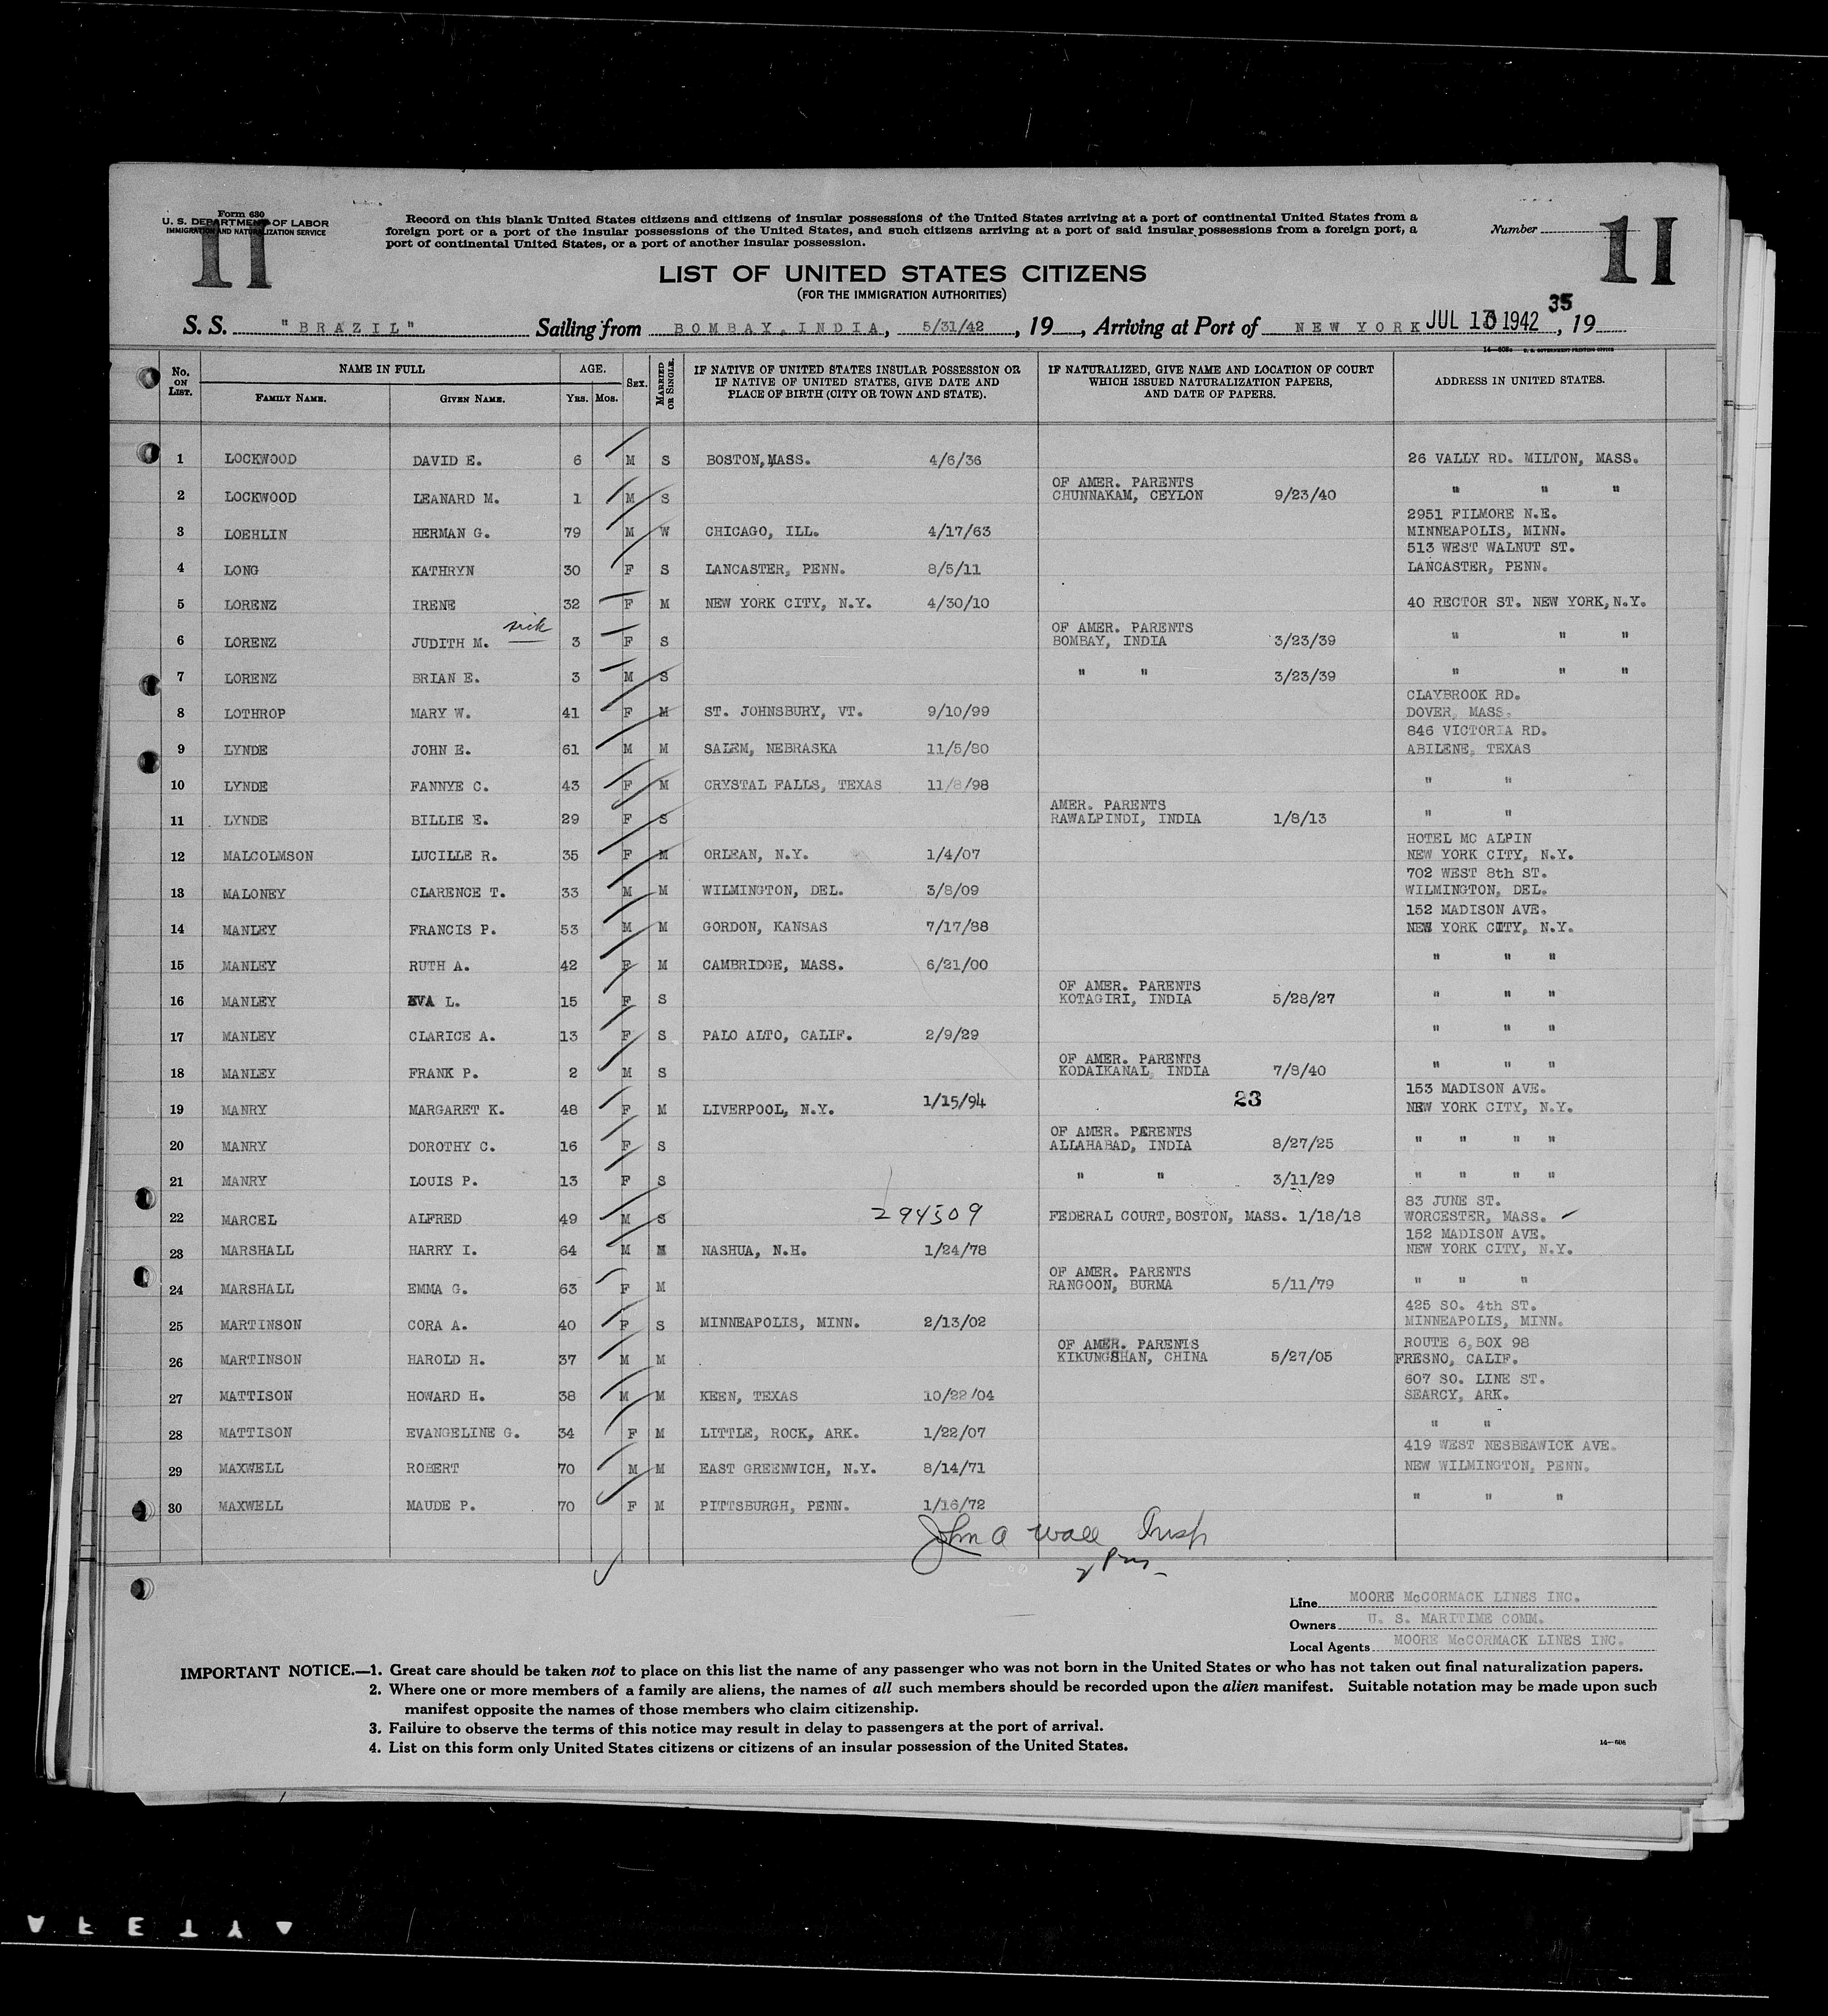 Form 630
U. S. DEPARTMENT OF LABOR
IMMIGRATION AND NATURALIZATION SERVICE
11
Record on this blank United States citizens and citizens of insular possessions of the United States arriving at a port of continental United States from a
foreign port or a port of the insular possessions of the United States, and such citizens arriving at a port of said insular possessions from a foreign port, a
port of continental United States, or a port of another insular possession.
Number
11
LIST OF UNITED STATES CITIZENS
(FOR THE IMMIGRATION AUTHORITIES)
S. S. "BRAZIL" Sailing from BOMBAY, INDIA, 5/31/42, 19, Arriving at Port of NEW YORK JUL 1942, 19
35
14—608a U. S. GOVERNMENT PRINTING OFFICE
No. ON LIST. NAME IN FULL FAMILY NAME. GIVEN NAME. AGE. YRS. MOS. SEX. MARRIED OR SINGLE. IF NATIVE OF UNITED STATES INSULAR POSSESSION OR IF NATIVE OF UNITED STATES, GIVE DATE AND PLACE OF BIRTH (CITY OR TOWN AND STATE). IF NATURALIZED, GIVE NAME AND LOCATION OF COURT WHICH ISSUED NATURALIZATION PAPERS, AND DATE OF PAPERS. ADDRESS IN UNITED STATES.
1 LOCKWOOD DAVID E. 6 M S BOSTON, MASS. 4/6/36 26 VALLY RD. MILTON, MASS.
2 LOCKWOOD LEANARD M. 1 M S OF AMER. PARENTS CHUNNAKAM, CEYLON 9/23/40 " " "
3 LOEHLIN HERMAN G. 79 M W CHICAGO, ILL. 4/17/63 2951 FILMORE N.E. MINNEAPOLIS, MINN.
4 LONG KATHRYN 30 F S LANCASTER, PENN. 8/5/11 513 WEST WALNUT ST. LANCASTER, PENN.
5 LORENZ IRENE 32 F M NEW YORK CITY, N.Y. 4/30/10 40 RECTOR ST. NEW YORK, N.Y.
6 LORENZ JUDITH M. sick 3 F S OF AMER. PARENTS BOMBAY, INDIA 3/23/39 " " "
7 LORENZ BRIAN E. 3 M S " " 3/23/39 " " "
8 LOTHROP MARY W. 41 F M ST. JOHNSBURY, VT. 9/10/99 CLAYBROOK RD. DOVER, MASS.
9 LYNDE JOHN E. 61 M M SALEM, NEBRASKA 11/5/80 846 VICTORIA RD. ABILENE, TEXAS
10 LYNDE FANNYE C. 43 F M CRYSTAL FALLS, TEXAS 11/8/98 " "
11 LYNDE BILLIE E. 29 F S AMER. PARENTS RAWALPINDI, INDIA 1/8/13 " "
12 MALCOLMSON LUCILLE R. 35 F M ORLEAN, N.Y. 1/4/07 HOTEL MC ALPIN NEW YORK CITY, N.Y.
13 MALONEY CLARENCE T. 33 M M WILMINGTON, DEL. 3/8/09 702 WEST 8th ST. WILMINGTON, DEL.
14 MANLEY FRANCIS P. 53 M M GORDON, KANSAS 7/17/88 152 MADISON AVE. NEW YORK CITY, N.Y.
15 MANLEY RUTH A. 42 F M CAMBRIDGE, MASS. 6/21/00 " " "
16 MANLEY EVA L. 15 F S OF AMER. PARENTS KOTAGIRI, INDIA 5/28/27 " " "
17 MANLEY CLARICE A. 13 F S PALO ALTO, CALIF. 2/9/29 " " "
18 MANLEY FRANK P. 2 M S OF AMER. PARENTS KODAIKANAL, INDIA 7/8/40 " " "
19 MANRY MARGARET K. 48 F M LIVERPOOL, N.Y. 1/15/94 23 153 MADISON AVE. NEW YORK CITY, N.Y.
20 MANRY DOROTHY C. 16 F S OF AMER. PARENTS ALLAHABAD, INDIA 8/27/25 " " " "
21 MANRY LOUIS P. 13 F S " " 3/11/29 " " " "
22 MARCEL ALFRED 49 M S 294509 FEDERAL COURT, BOSTON, MASS. 1/18/18 83 JUNE ST. WORCESTER, MASS.
23 MARSHALL HARRY I. 64 M M NASHUA, N.H. 1/24/78 152 MADISON AVE. NEW YORK CITY, N.Y.
24 MARSHALL EMMA G. 63 F M OF AMER. PARENTS RANGOON, BURMA 5/11/79 " " "
25 MARTINSON CORA A. 40 F S MINNEAPOLIS, MINN. 2/13/02 425 SO. 4th ST. MINNEAPOLIS, MINN.
26 MARTINSON HAROLD H. 37 M M OF AMER. PARENTS KIKUNGSHAN, CHINA 5/27/05 ROUTE 6, BOX 98 FRESNO, CALIF.
27 MATTISON HOWARD H. 38 M M KEEN, TEXAS 10/22/04 607 SO. LINE ST. SEARCY, ARK.
28 MATTISON EVANGELINE G. 34 F M LITTLE, ROCK, ARK. 1/22/07 " "
29 MAXWELL ROBERT 70 M M EAST GREENWICH, N.Y. 8/14/71 419 WEST NESBEAWICK AVE. NEW WILMINGTON, PENN.
30 MAXWELL MAUDE P. 70 F M PITTSBURGH, PENN. 1/16/72 " " "
John A Wall Insp
Line MOORE McCORMACK LINES INC.
Owners U. S. MARITIME COMM.
Local Agents MOORE McCORMACK LINES INC.
IMPORTANT NOTICE.—1. Great care should be taken not to place on this list the name of any passenger who was not born in the United States or who has not taken out final naturalization papers.
2. Where one or more members of a family are aliens, the names of all such members should be recorded upon the alien manifest. Suitable notation may be made upon such
manifest opposite the names of those members who claim citizenship.
3. Failure to observe the terms of this notice may result in delay to passengers at the port of arrival.
4. List on this form only United States citizens or citizens of an insular possession of the United States.
14—608